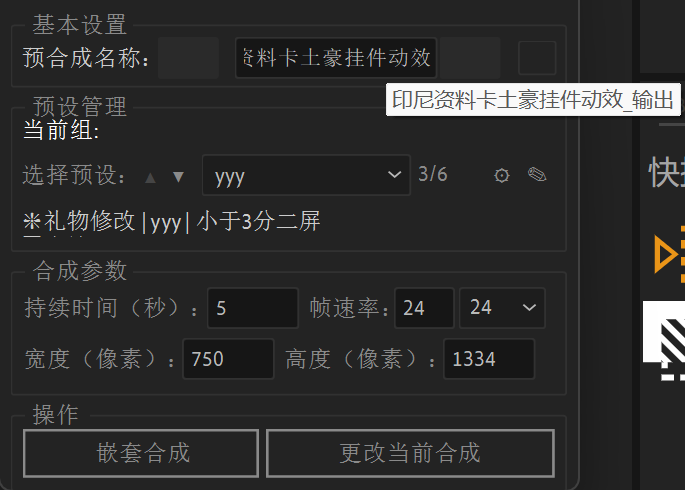 基本设置
预合成名称： 资料卡土豪挂件动效
印尼资料卡土豪挂件动效_输出
预设管理
当前组:
选择预设： ▲ ▼ yyy 3/6
※礼物修改|yyy|小于3分二屏
合成参数
持续时间（秒）: 5 帧速率: 24 24
宽度（像素）: 750 高度（像素）: 1334
操作
嵌套合成 更改当前合成